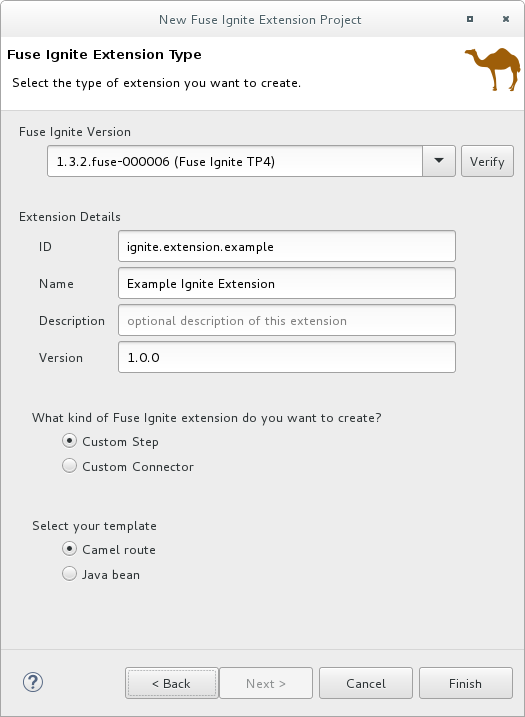 New Fuse Ignite Extension Project
Fuse Ignite Extension Type
Select the type of extension you want to create.
Fuse Ignite Version
1.3.2.fuse-000006 (Fuse Ignite TP4)
Verify
Extension Details
ID
ignite.extension.example
Name
Example Ignite Extension
Description
optional description of this extension
Version
1.0.0
What kind of Fuse Ignite extension do you want to create?
Custom Step
Custom Connector
Select your template
Camel route
Java bean
?
< Back
Next >
Cancel
Finish